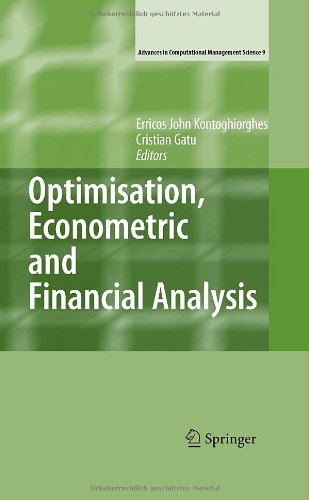 Urheberrechtlich geschütztes Material
Advances in Computational Management Science 9
Erricos John Kontoghiorghes
Cristian Gatu
Editors
Optimisation,
Econometric
and
Financial Analysis
Springer
Urheberrechtlich geschütztes Material